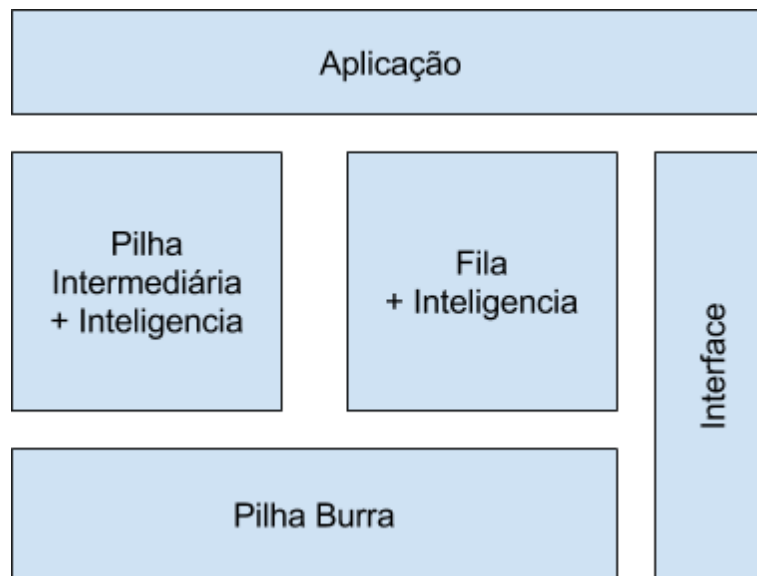 Aplicação
Pilha
Intermediária
+ Inteligencia
Fila
+ Inteligencia
Interface
Pilha Burra